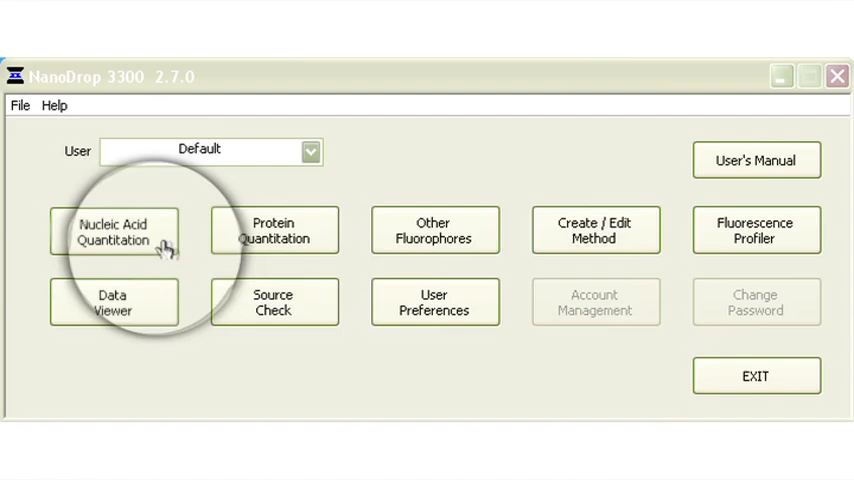 NanoDrop 3300 2.7.0
File Help
User Default
User's Manual
Nucleic Acid
Quantitation
Protein
Quantitation
Other
Fluorophores
Create / Edit
Method
Fluorescence
Profiler
Data
Viewer
Source
Check
User
Preferences
Account
Management
Change
Password
EXIT